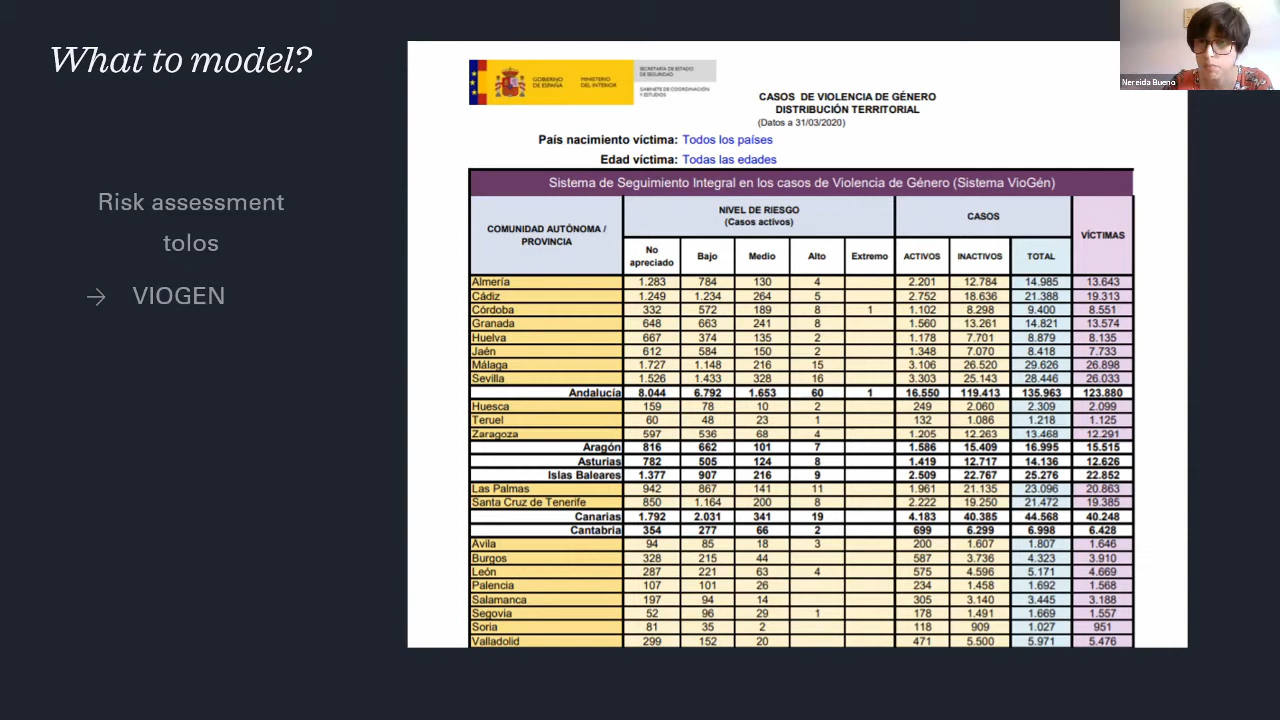 What to model?
Risk assessment
tolos
→ VIOGEN
Nereida Bueno
GOBIERNO DE ESPAÑA
MINISTERIO DEL INTERIOR
SECRETARÍA DE ESTADO DE SEGURIDAD
GABINETE DE COORDINACIÓN Y ESTUDIOS
CASOS DE VIOLENCIA DE GÉNERO
DISTRIBUCIÓN TERRITORIAL
(Datos a 31/03/2020)
País nacimiento víctima: Todos los países
Edad víctima: Todas las edades
Sistema de Seguimiento Integral en los casos de Violencia de Género (Sistema VioGén)
COMUNIDAD AUTÓNOMA / PROVINCIA
NIVEL DE RIESGO
(Casos activos)
CASOS
VÍCTIMAS
No apreciado Bajo Medio Alto Extremo ACTIVOS INACTIVOS TOTAL
Almería 1.283 784 130 4 2.201 12.784 14.985 13.643
Cádiz 1.249 1.234 264 5 2.752 18.636 21.388 19.313
Córdoba 332 572 189 8 1 1.102 8.298 9.400 8.551
Granada 648 663 241 8 1.560 13.261 14.821 13.574
Huelva 667 374 135 2 1.178 7.701 8.879 8.135
Jaén 612 584 150 2 1.348 7.070 8.418 7.733
Málaga 1.727 1.148 216 15 3.106 26.520 29.626 26.898
Sevilla 1.526 1.433 328 16 3.303 25.143 28.446 26.033
Andalucía 8.044 6.792 1.653 60 1 16.550 119.413 135.963 123.880
Huesca 159 78 10 2 249 2.060 2.309 2.099
Teruel 60 48 23 1 132 1.086 1.218 1.125
Zaragoza 597 536 68 4 1.205 12.263 13.468 12.291
Aragón 816 662 101 7 1.586 15.409 16.995 15.515
Asturias 782 505 124 8 1.419 12.717 14.136 12.626
Islas Baleares 1.377 907 216 9 2.509 22.767 25.276 22.852
Las Palmas 942 867 141 11 1.961 21.135 23.096 20.863
Santa Cruz de Tenerife 850 1.164 200 8 2.222 19.250 21.472 19.385
Canarias 1.792 2.031 341 19 4.183 40.385 44.568 40.248
Cantabria 354 277 66 2 699 6.299 6.998 6.428
Ávila 94 85 18 3 200 1.607 1.807 1.646
Burgos 328 215 44 587 3.736 4.323 3.910
León 287 221 63 4 575 4.596 5.171 4.669
Palencia 107 101 26 234 1.458 1.692 1.568
Salamanca 197 94 14 305 3.140 3.445 3.188
Segovia 52 96 29 1 178 1.491 1.669 1.557
Soria 81 35 2 118 909 1.027 951
Valladolid 299 152 20 471 5.500 5.971 5.476